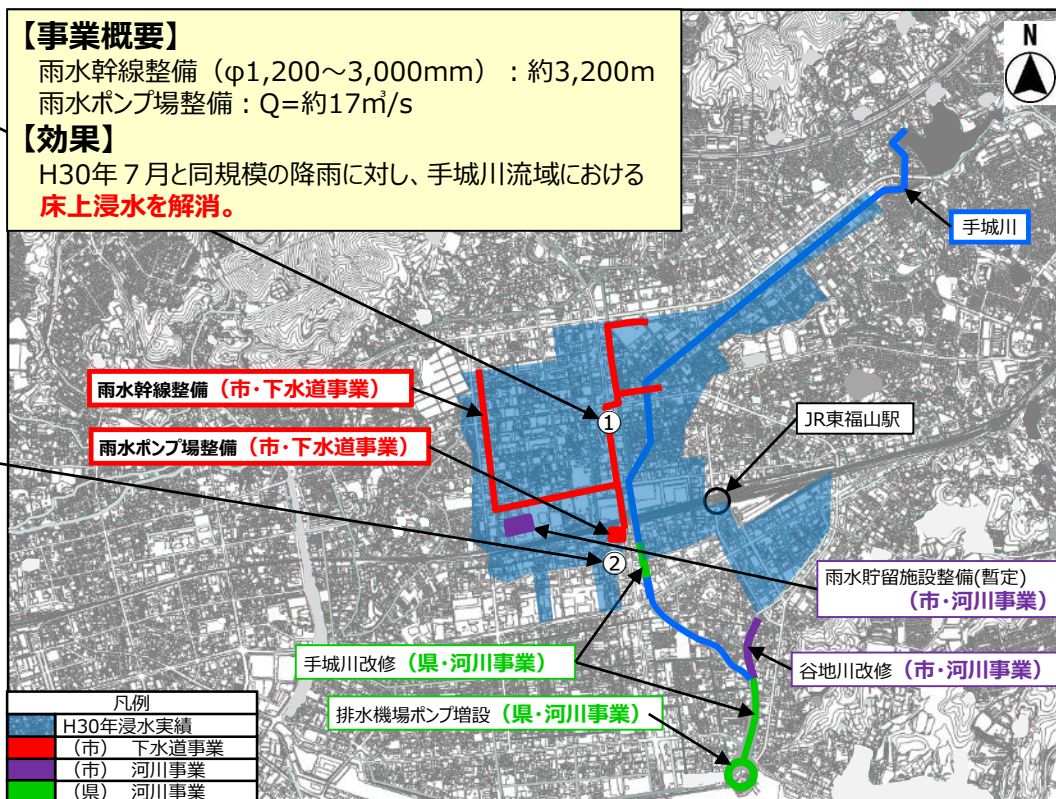 【事業概要】
雨水幹線整備（φ1,200～3,000mm）：約3,200m
雨水ポンプ場整備：Q=約17㎥/s
【効果】
H30年７月と同規模の降雨に対し、手城川流域における
床上浸水を解消。
N
手城川
雨水幹線整備（市・下水道事業）
①
JR東福山駅
雨水ポンプ場整備（市・下水道事業）
②
雨水貯留施設整備(暫定)
（市・河川事業）
手城川改修（県・河川事業）
谷地川改修（市・河川事業）
排水機場ポンプ増設（県・河川事業）
凡例
H30年浸水実績
（市）　下水道事業
（市）　河川事業
（県）　河川事業